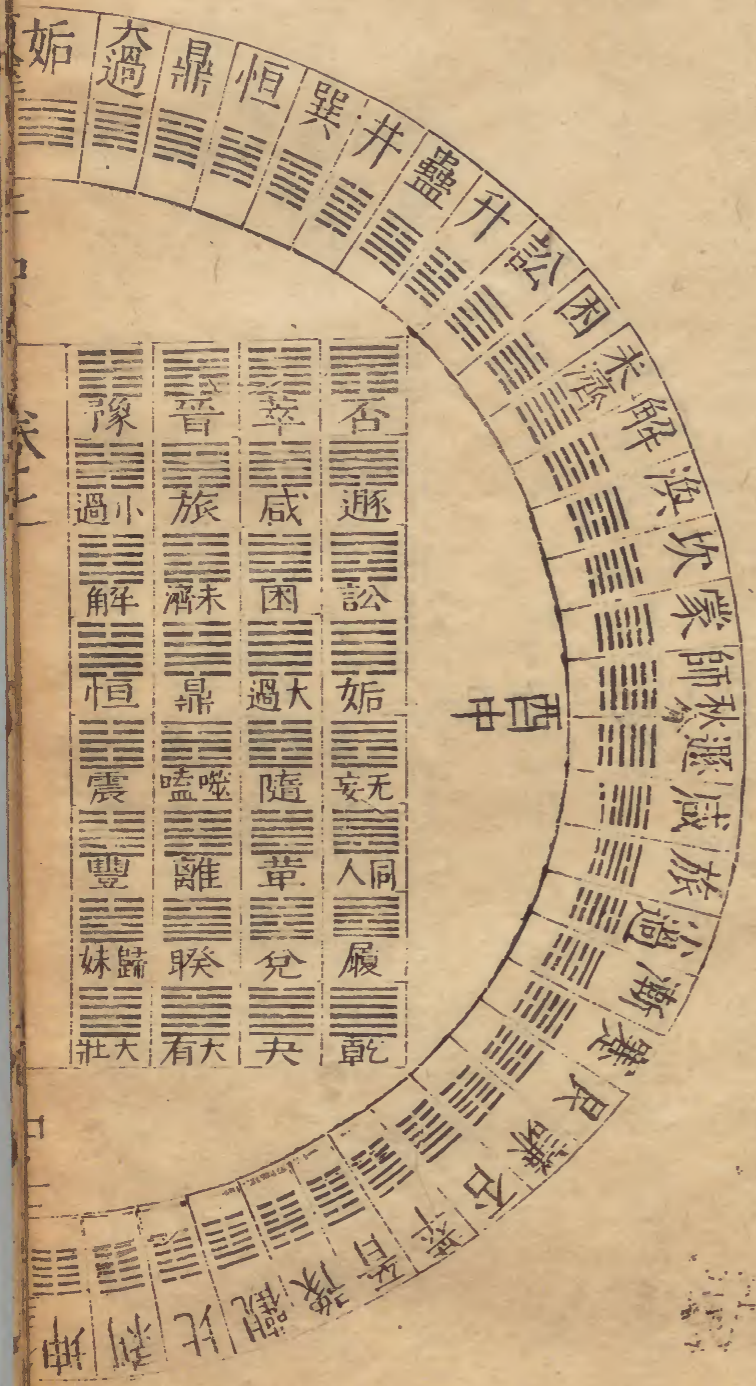 姤 大過 鼎 恒 巽 井 蠱 升 訟 困 未濟 解 渙 坎 蒙 師 秋分 遯 咸 旅 小過 漸 蹇 艮 謙 否 萃 晉 豫 觀 比 剝 坤
酉中
否 萃 晉 豫
遯 咸 旅 小過
訟 困 未濟 解
姤 大過 鼎 恒
无妄 隨 噬嗑 震
同人 革 離 豐
履 兌 睽 歸妹
乾 夬 大有 大壯